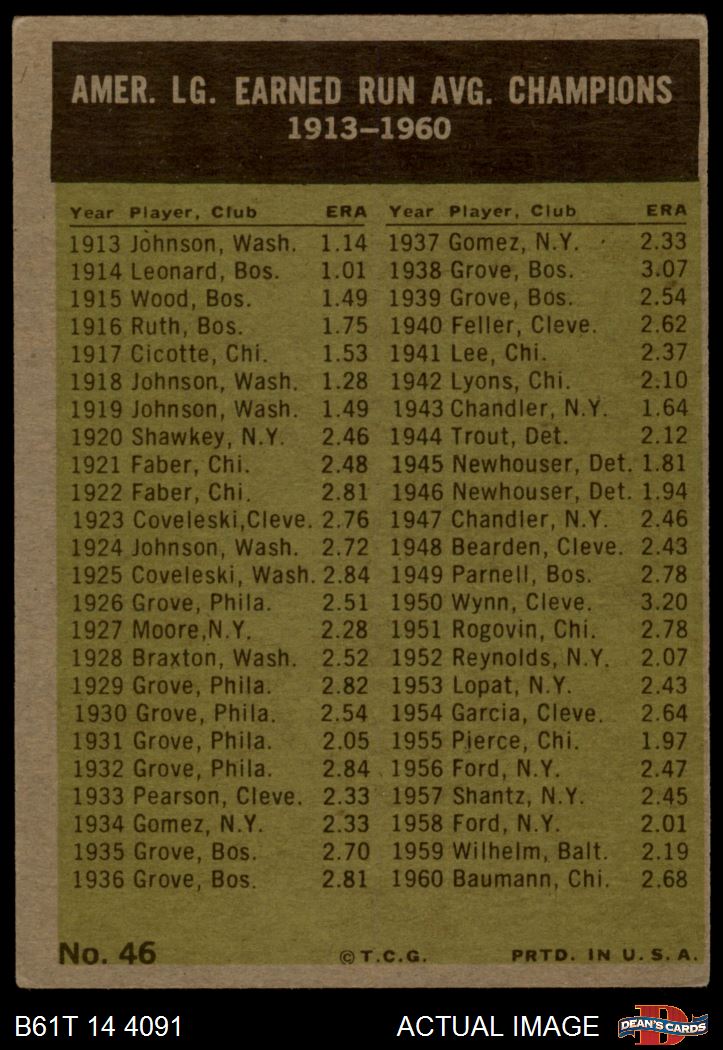 AMER. LG. EARNED RUN AVG. CHAMPIONS
1913–1960
Year Player, Club ERA Year Player, Club ERA
1913 Johnson, Wash. 1.14 1937 Gomez, N.Y. 2.33
1914 Leonard, Bos. 1.01 1938 Grove, Bos. 3.07
1915 Wood, Bos. 1.49 1939 Grove, Bos. 2.54
1916 Ruth, Bos. 1.75 1940 Feller, Cleve. 2.62
1917 Cicotte, Chi. 1.53 1941 Lee, Chi. 2.37
1918 Johnson, Wash. 1.28 1942 Lyons, Chi. 2.10
1919 Johnson, Wash. 1.49 1943 Chandler, N.Y. 1.64
1920 Shawkey, N.Y. 2.46 1944 Trout, Det. 2.12
1921 Faber, Chi. 2.48 1945 Newhouser, Det. 1.81
1922 Faber, Chi. 2.81 1946 Newhouser, Det. 1.94
1923 Coveleski,Cleve. 2.76 1947 Chandler, N.Y. 2.46
1924 Johnson, Wash. 2.72 1948 Bearden, Cleve. 2.43
1925 Coveleski, Wash. 2.84 1949 Parnell, Bos. 2.78
1926 Grove, Phila. 2.51 1950 Wynn, Cleve. 3.20
1927 Moore,N.Y. 2.28 1951 Rogovin, Chi. 2.78
1928 Braxton, Wash. 2.52 1952 Reynolds, N.Y. 2.07
1929 Grove, Phila. 2.82 1953 Lopat, N.Y. 2.43
1930 Grove, Phila. 2.54 1954 Garcia, Cleve. 2.64
1931 Grove, Phila. 2.05 1955 Pierce, Chi. 1.97
1932 Grove, Phila. 2.84 1956 Ford, N.Y. 2.47
1933 Pearson, Cleve. 2.33 1957 Shantz, N.Y. 2.45
1934 Gomez, N.Y. 2.33 1958 Ford, N.Y. 2.01
1935 Grove, Bos. 2.70 1959 Wilhelm, Balt. 2.19
1936 Grove, Bos. 2.81 1960 Baumann, Chi. 2.68
No. 46 ©T.C.G. PRTD. IN U.S.A.
B61T 14 4091 ACTUAL IMAGE D DEAN'S CARDS